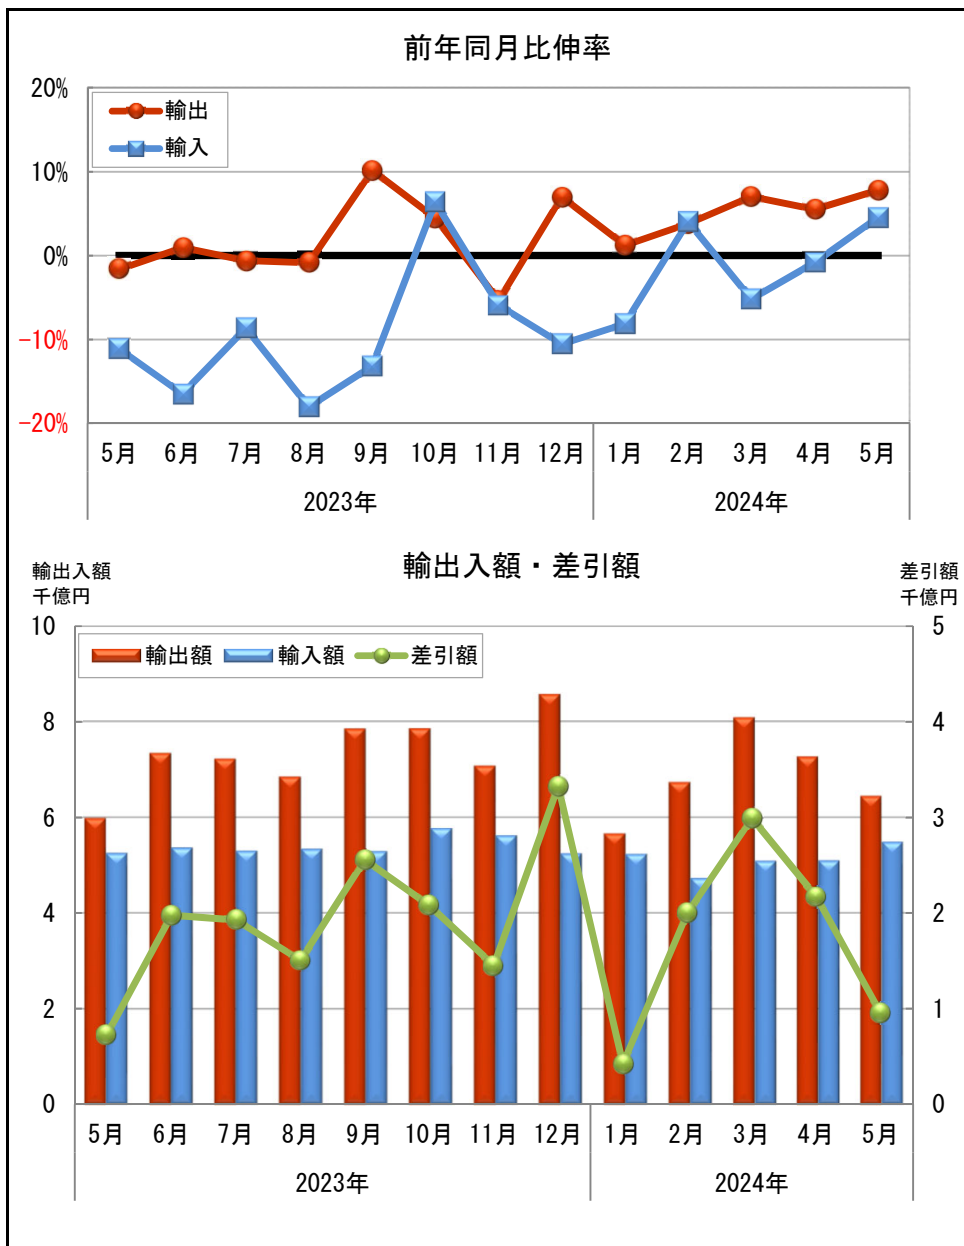 前年同月比伸率
20%
10%
0%
-10%
-20%
輸出
輸入
5月 6月 7月 8月 9月 10月 11月 12月 1月 2月 3月 4月 5月
2023年 2024年
輸出入額・差引額
輸出入額
千億円
差引額
千億円
10
8
6
4
2
0
輸出額 輸入額 差引額
5
4
3
2
1
0
5月 6月 7月 8月 9月 10月 11月 12月 1月 2月 3月 4月 5月
2023年 2024年